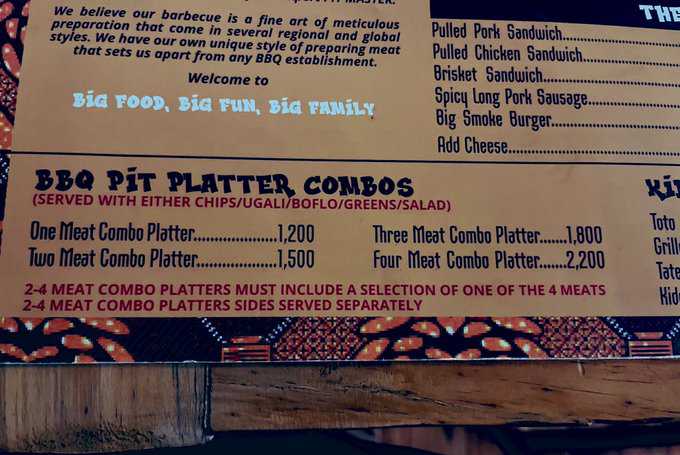 PIT MASTER.
We believe our barbecue is a fine art of meticulous
preparation that come in several regional and global
styles. We have our own unique style of preparing meat
that sets us apart from any BBQ establishment.
Welcome to
BiG FOOD, BiG FUN, BiG FAMiLY
THE
Pulled Pork Sandwich
Pulled Chicken Sandwich
Brisket Sandwich
Spicy Long Pork Sausage
Big Smoke Burger
Add Cheese
BBQ PiT PLATTER COMBOS
(SERVED WITH EITHER CHIPS/UGALI/BOFLO/GREENS/SALAD)
One Meat Combo Platter 1,200
Two Meat Combo Platter 1,500
Three Meat Combo Platter 1,800
Four Meat Combo Platter 2,200
2-4 MEAT COMBO PLATTERS MUST INCLUDE A SELECTION OF ONE OF THE 4 MEATS
2-4 MEAT COMBO PLATTERS SIDES SERVED SEPARATELY
Toto